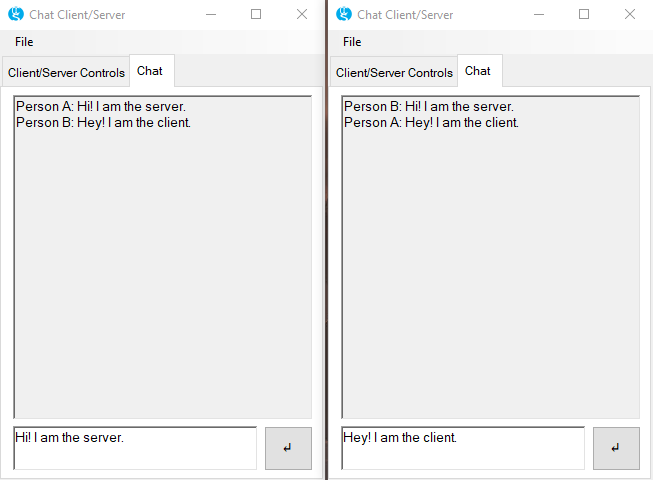 Chat Client/Server
File
Client/Server Controls Chat
Person A: Hi! I am the server.
Person B: Hey! I am the client.
Hi! I am the server.
↵
Chat Client/Server
File
Client/Server Controls Chat
Person B: Hi! I am the server.
Person A: Hey! I am the client.
Hey! I am the client.
↵